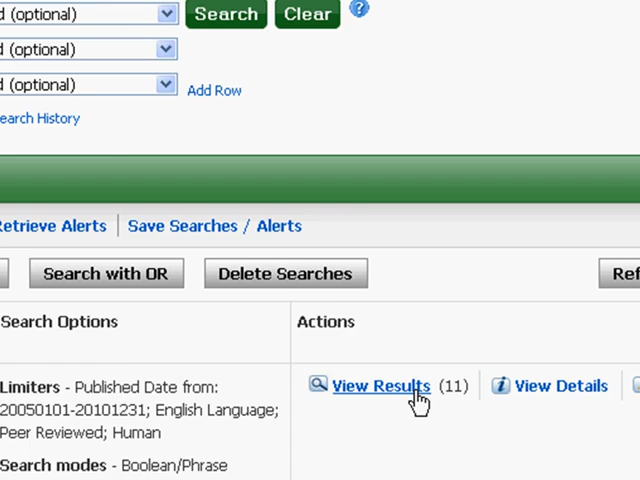 d (optional) Search Clear ?
d (optional)
d (optional) Add Row
earch History
etrieve Alerts Save Searches / Alerts
Search with OR Delete Searches Ref
Search Options Actions
Limiters - Published Date from: View Results (11) i View Details
20050101-20101231; English Language;
Peer Reviewed; Human
Search modes - Boolean/Phrase